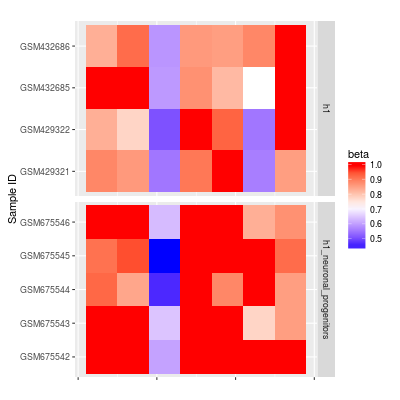 GSM432686
GSM432685
GSM429322
GSM429321
h1
GSM675546
GSM675545
GSM675544
GSM675543
GSM675542
h1_neuronal_progenitors
Sample ID
beta
1.0
0.9
0.8
0.7
0.6
0.5